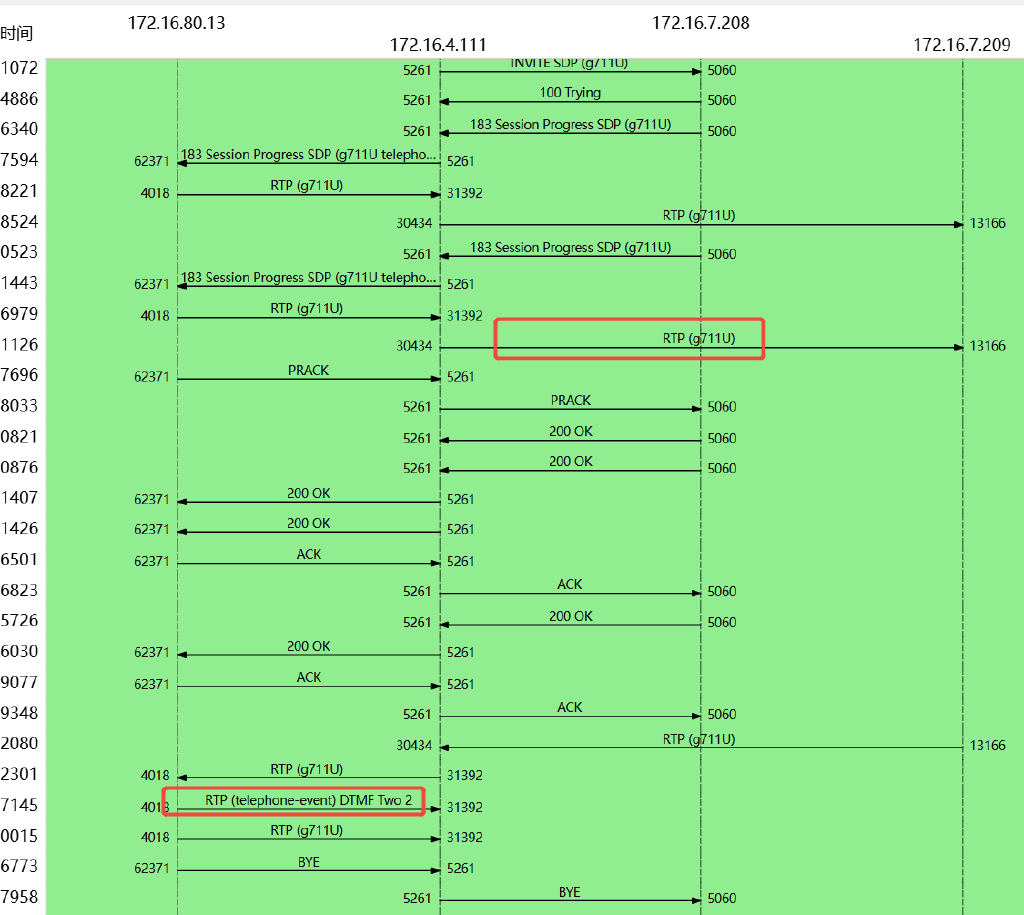 172.16.80.13 172.16.7.208
时间 172.16.4.111 172.16.7.209
1072 5261 INVITE SDP (g711U) 5060
4886 5261 100 Trying 5060
6340 5261 183 Session Progress SDP (g711U) 5060
7594 62371 183 Session Progress SDP (g711U telepho... 5261
8221 4018 RTP (g711U) 31392
8524 30434 RTP (g711U) 13166
0523 5261 183 Session Progress SDP (g711U) 5060
1443 62371 183 Session Progress SDP (g711U telepho... 5261
6979 4018 RTP (g711U) 31392
1126 30434 RTP (g711U) 13166
7696 62371 PRACK 5261
8033 5261 PRACK 5060
0821 5261 200 OK 5060
0876 5261 200 OK 5060
1407 62371 200 OK 5261
1426 62371 200 OK 5261
6501 62371 ACK 5261
6823 5261 ACK 5060
5726 5261 200 OK 5060
6030 62371 200 OK 5261
9077 62371 ACK 5261
9348 5261 ACK 5060
2080 30434 RTP (g711U) 13166
2301 4018 RTP (g711U) 31392
7145 4018 RTP (telephone-event) DTMF Two 2 31392
0015 4018 RTP (g711U) 31392
6773 62371 BYE 5261
7958 5261 BYE 5060